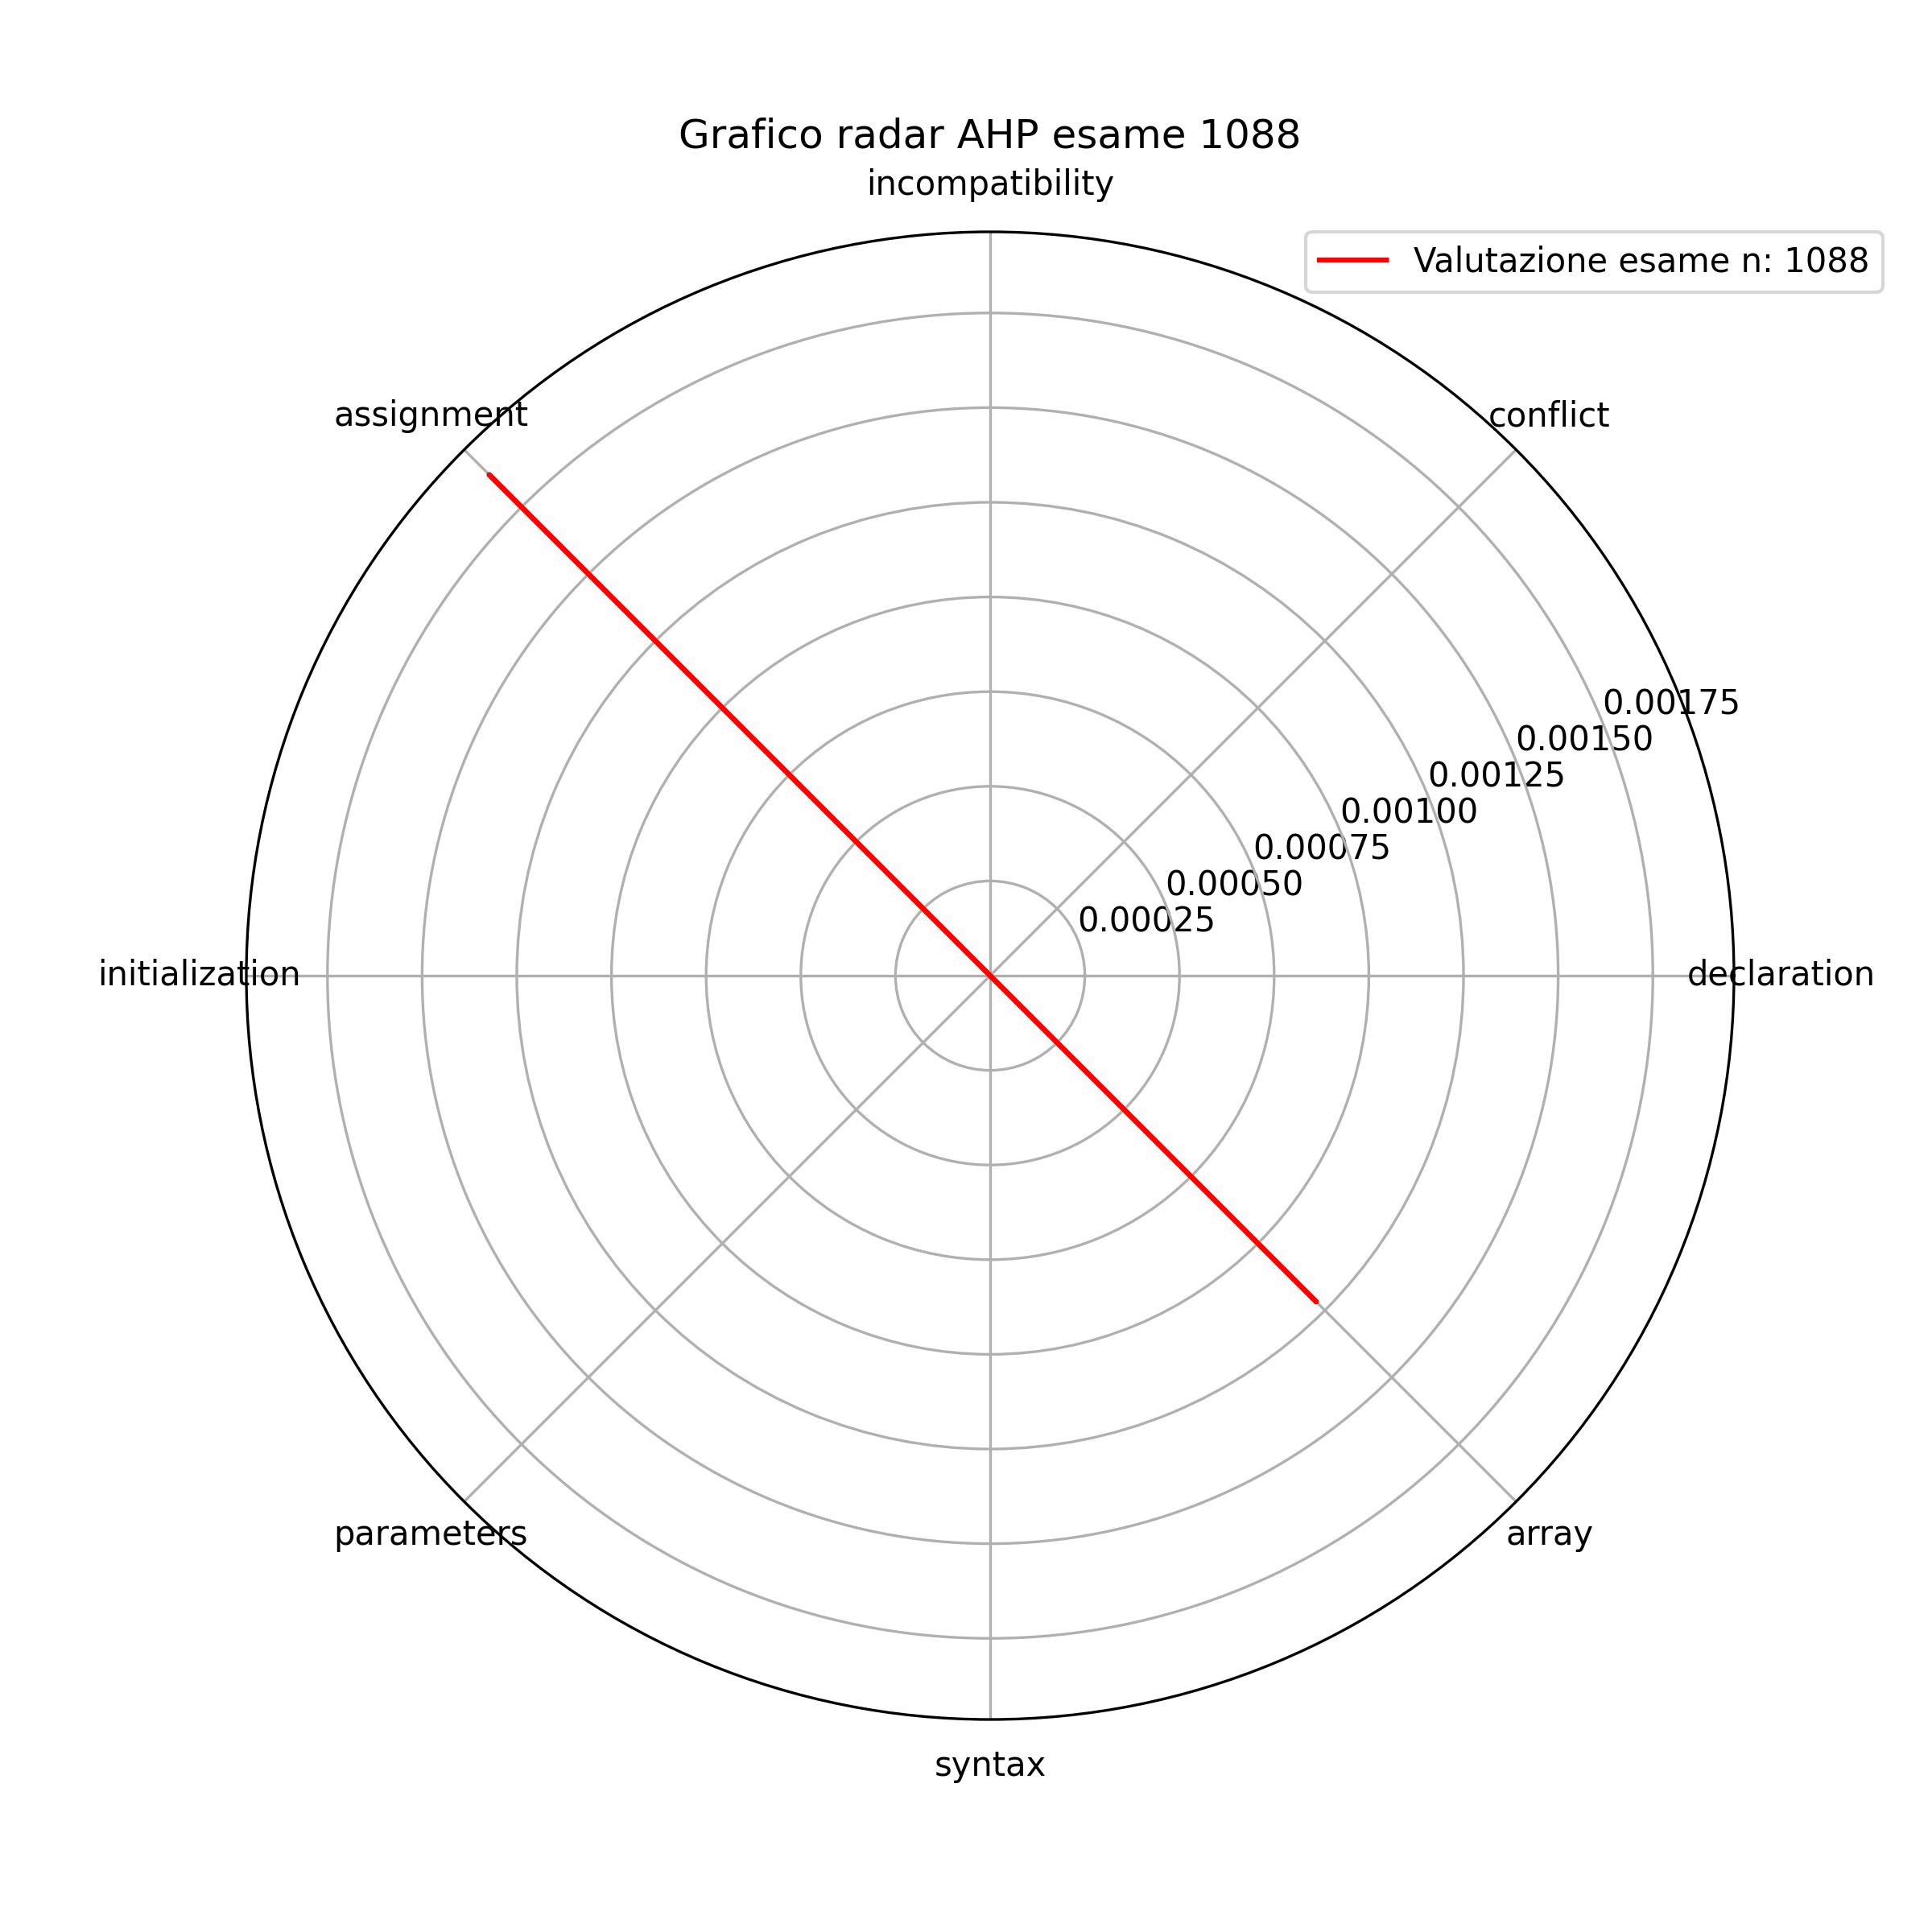 Grafico radar AHP esame 1088
incompatibility
Valutazione esame n: 1088
assignment
conflict
0.00175
0.00150
0.00125
0.00100
0.00075
0.00050
0.00025
initialization
declaration
parameters
array
syntax